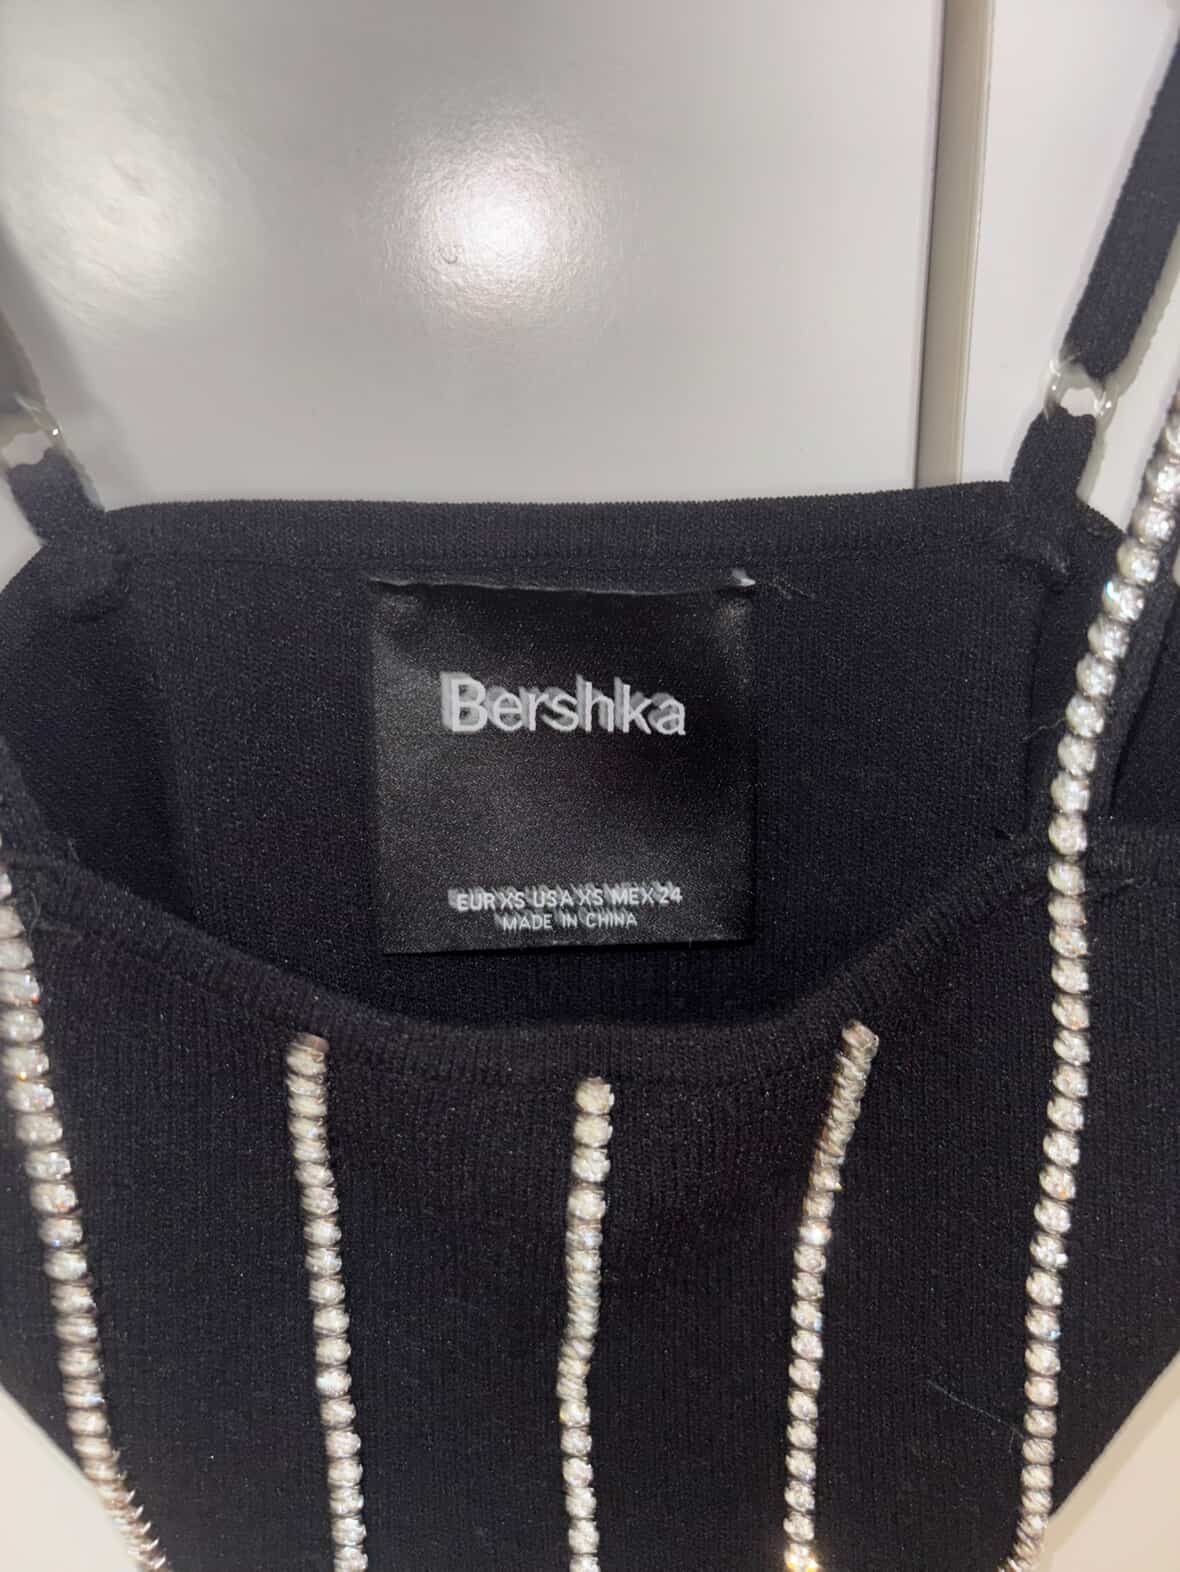 Bershka
EUR XS USA XS MEX 24
MADE IN CHINA